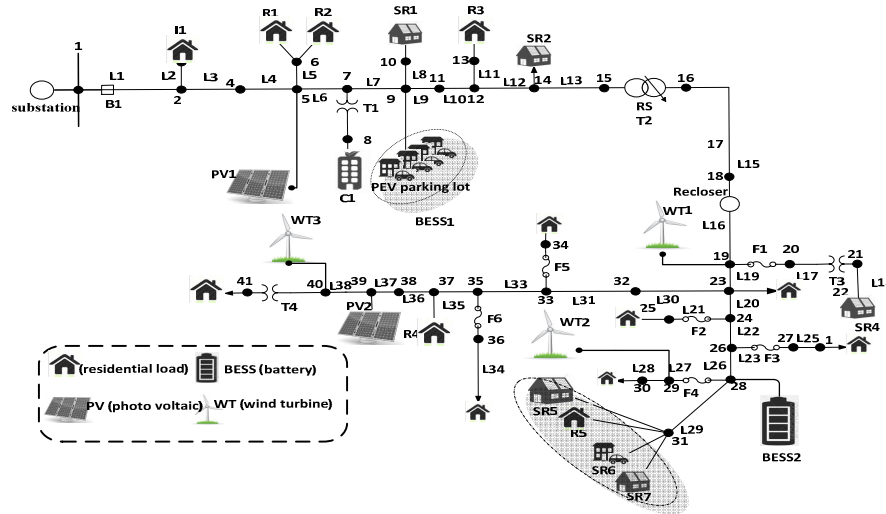 R1
R2
I1
SR1
R3
SR2
1
L1
B1
L2
2
L3
4
L4
L5
6
5
L6
7
L7
T1
8
C1
10
L8
9
L9
11
L10
13
L11
12
L12
14
L13
15
16
RS
T2
substation
PV1
PEV parking lot
BESS1
17
18
L15
Recloser
L16
WT1
WT3
19
F1
20
21
L19
L17
T3
22
L1
SR4
34
F5
41
T4
40
L38
39
L37
38
L36
37
L35
35
L33
33
L31
32
L30
23
PV2
R4
F6
36
L34
WT2
25
L21
F2
L20
24
L22
26
L23
F3
27
L25
1
L28
30
L27
29
F4
L26
28
BESS2
SR5
R5
SR6
SR7
L29
31
(residential load)
BESS (battery)
PV (photo voltaic)
WT (wind turbine)